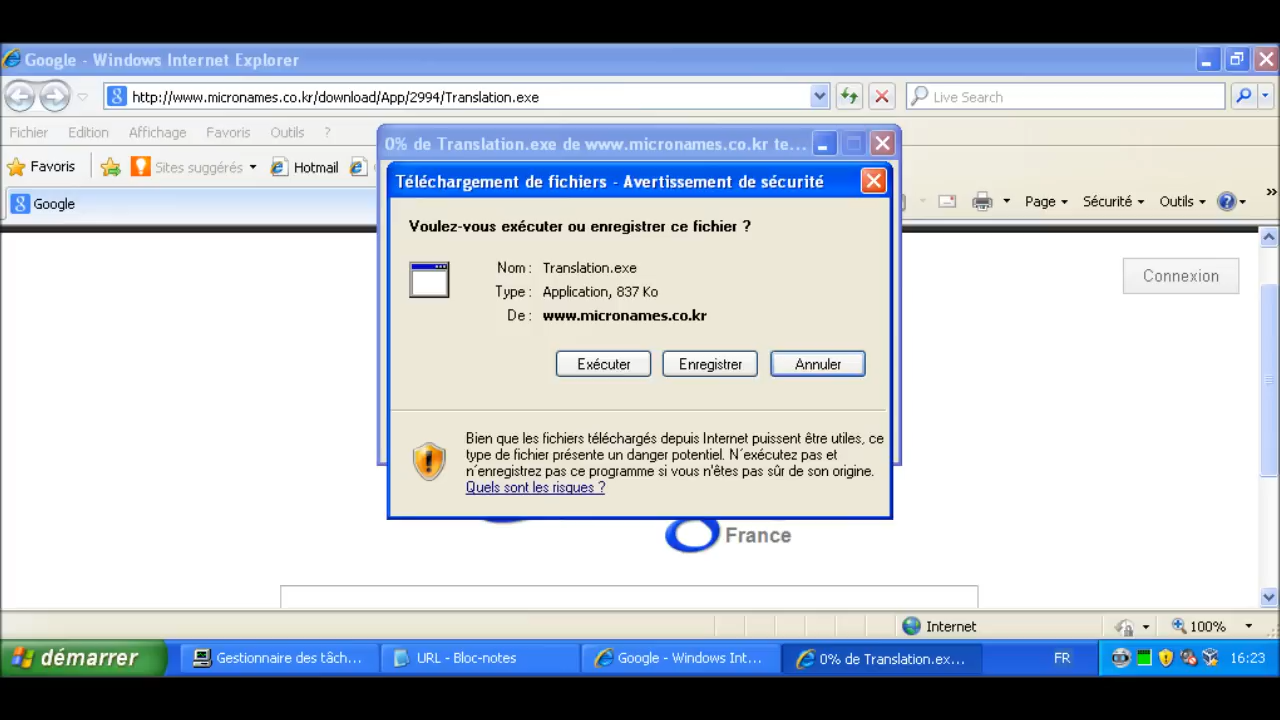 Google - Windows Internet Explorer
http://www.micronames.co.kr/download/App/2994/Translation.exe
Live Search
Fichier Edition Affichage Favoris Outils ?
0% de Translation.exe de www.micronames.co.kr te...
Favoris Sites suggérés Hotmail
Téléchargement de fichiers - Avertissement de sécurité
Google
Page Sécurité Outils ? »
Voulez-vous exécuter ou enregistrer ce fichier ?
Nom : Translation.exe
Type : Application, 837 Ko
De : www.micronames.co.kr
Connexion
Exécuter Enregistrer Annuler
Bien que les fichiers téléchargés depuis Internet puissent être utiles, ce
type de fichier présente un danger potentiel. N´exécutez pas et
n´enregistrez pas ce programme si vous n'êtes pas sûr de son origine.
Quels sont les risques ?
France
Internet 100%
démarrer Gestionnaire des tâch... URL - Bloc-notes Google - Windows Int... 0% de Translation.ex... FR 16:23